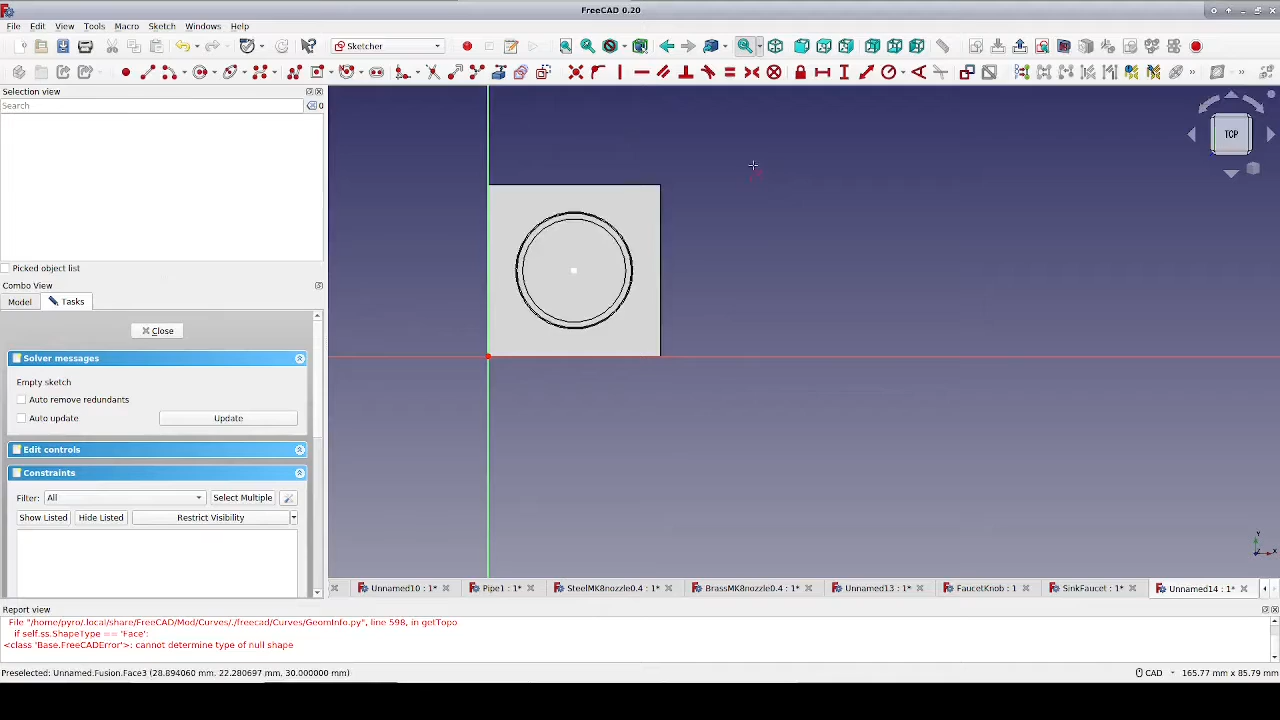 FreeCAD 0.20
File Edit View Tools Macro Sketch Windows Help
Sketcher
Selection view
Search
0
TOP
Picked object list
Combo View
Model Tasks
Close
Solver messages
Empty sketch
Auto remove redundants
Auto update Update
Edit controls
Constraints
Filter: All Select Multiple
Show Listed Hide Listed Restrict Visibility
Y
X
Unnamed10 : 1* Pipe1 : 1* SteelMK8nozzle0.4 : 1* BrassMK8nozzle0.4 : 1* Unnamed13 : 1* FaucetKnob : 1 SinkFaucet : 1* Unnamed14 : 1*
Report view
File "/home/pyro/.local/share/FreeCAD/Mod/Curves/./freecad/Curves/GeomInfo.py", line 598, in getTopo
if self.ss.ShapeType == 'Face':
<class 'Base.FreeCADError'>: cannot determine type of null shape
Preselected: Unnamed.Fusion.Face3 (28.894060 mm, 22.280697 mm, 30.000000 mm) CAD 165.77 mm x 85.79 mm